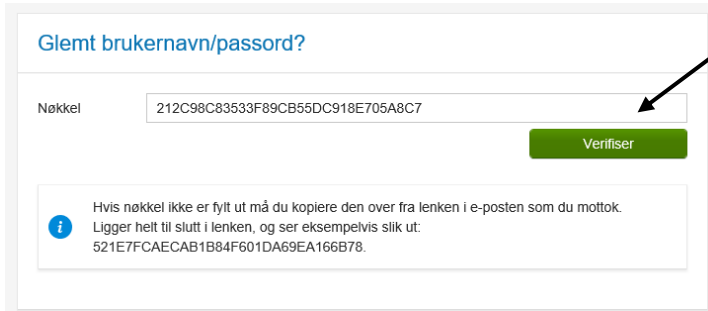 Glemt brukernavn/passord?
Nøkkel 212C98C83533F89CB55DC918E705A8C7
Verifiser
Hvis nøkkel ikke er fylt ut må du kopiere den over fra lenken i e-posten som du mottok.
Ligger helt til slutt i lenken, og ser eksempelvis slik ut:
521E7FCAECAB1B84F601DA69EA166B78.